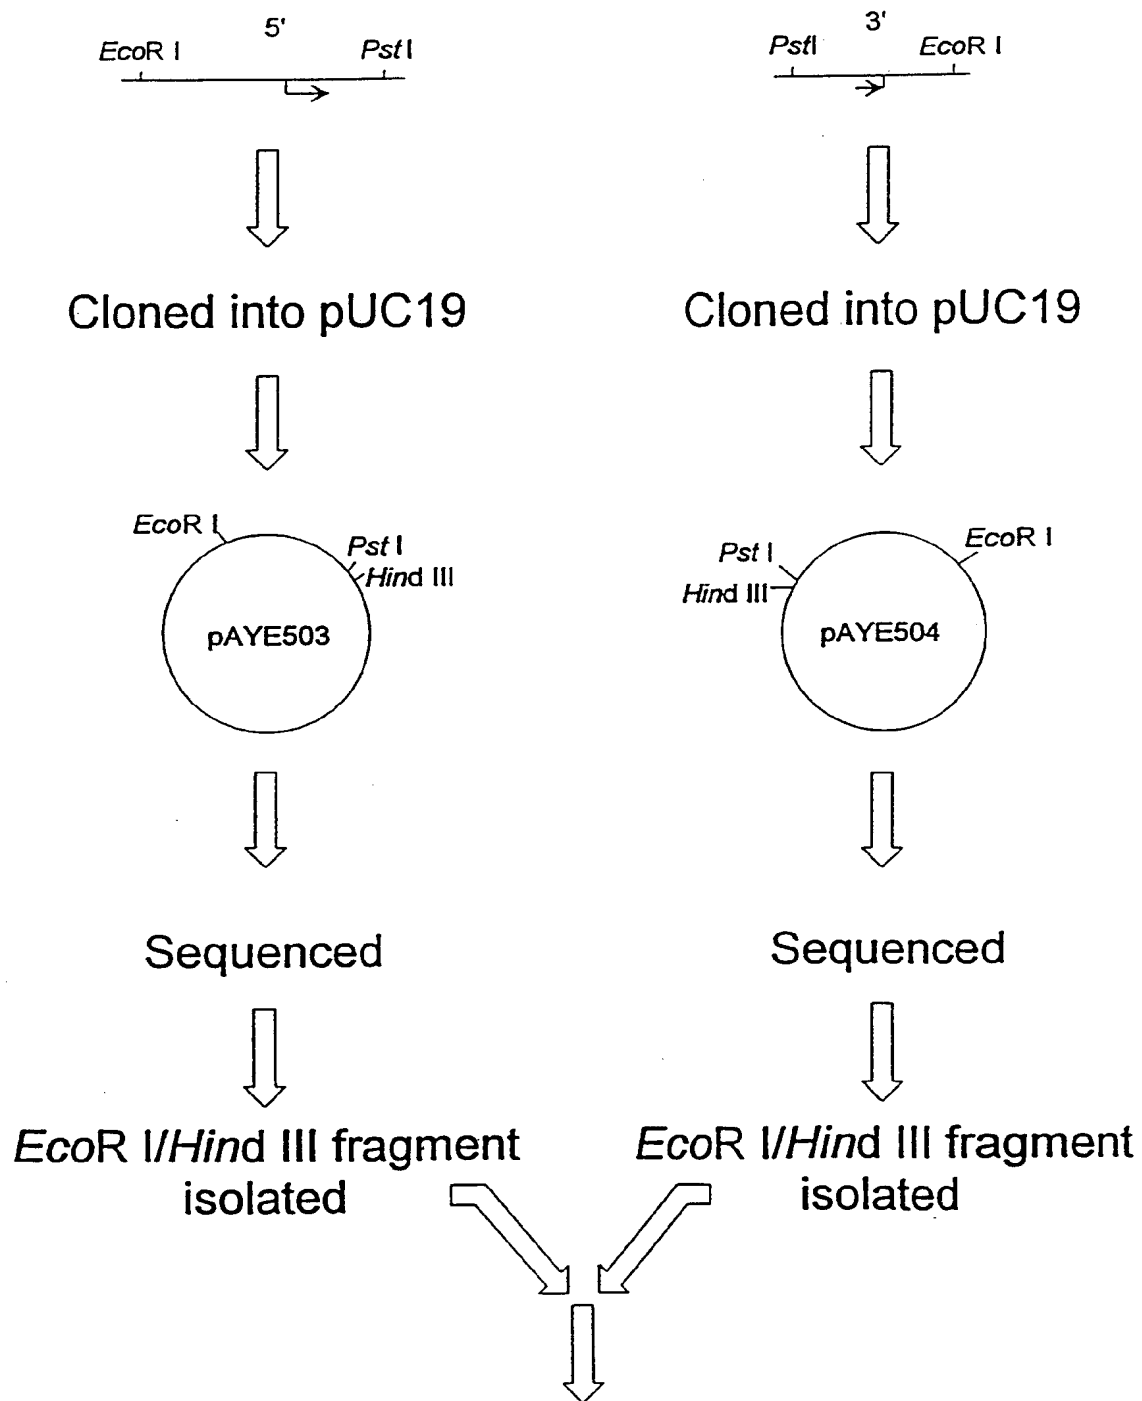 5'
EcoR I
Pst I
3'
PstI
EcoR I
Cloned into pUC19
Cloned into pUC19
EcoR I
Pst I
Hind III
pAYE503
EcoR I
Pst I
Hind III
pAYE504
Sequenced
Sequenced
EcoR I/Hind III fragment
isolated
EcoR I/Hind III fragment
isolated